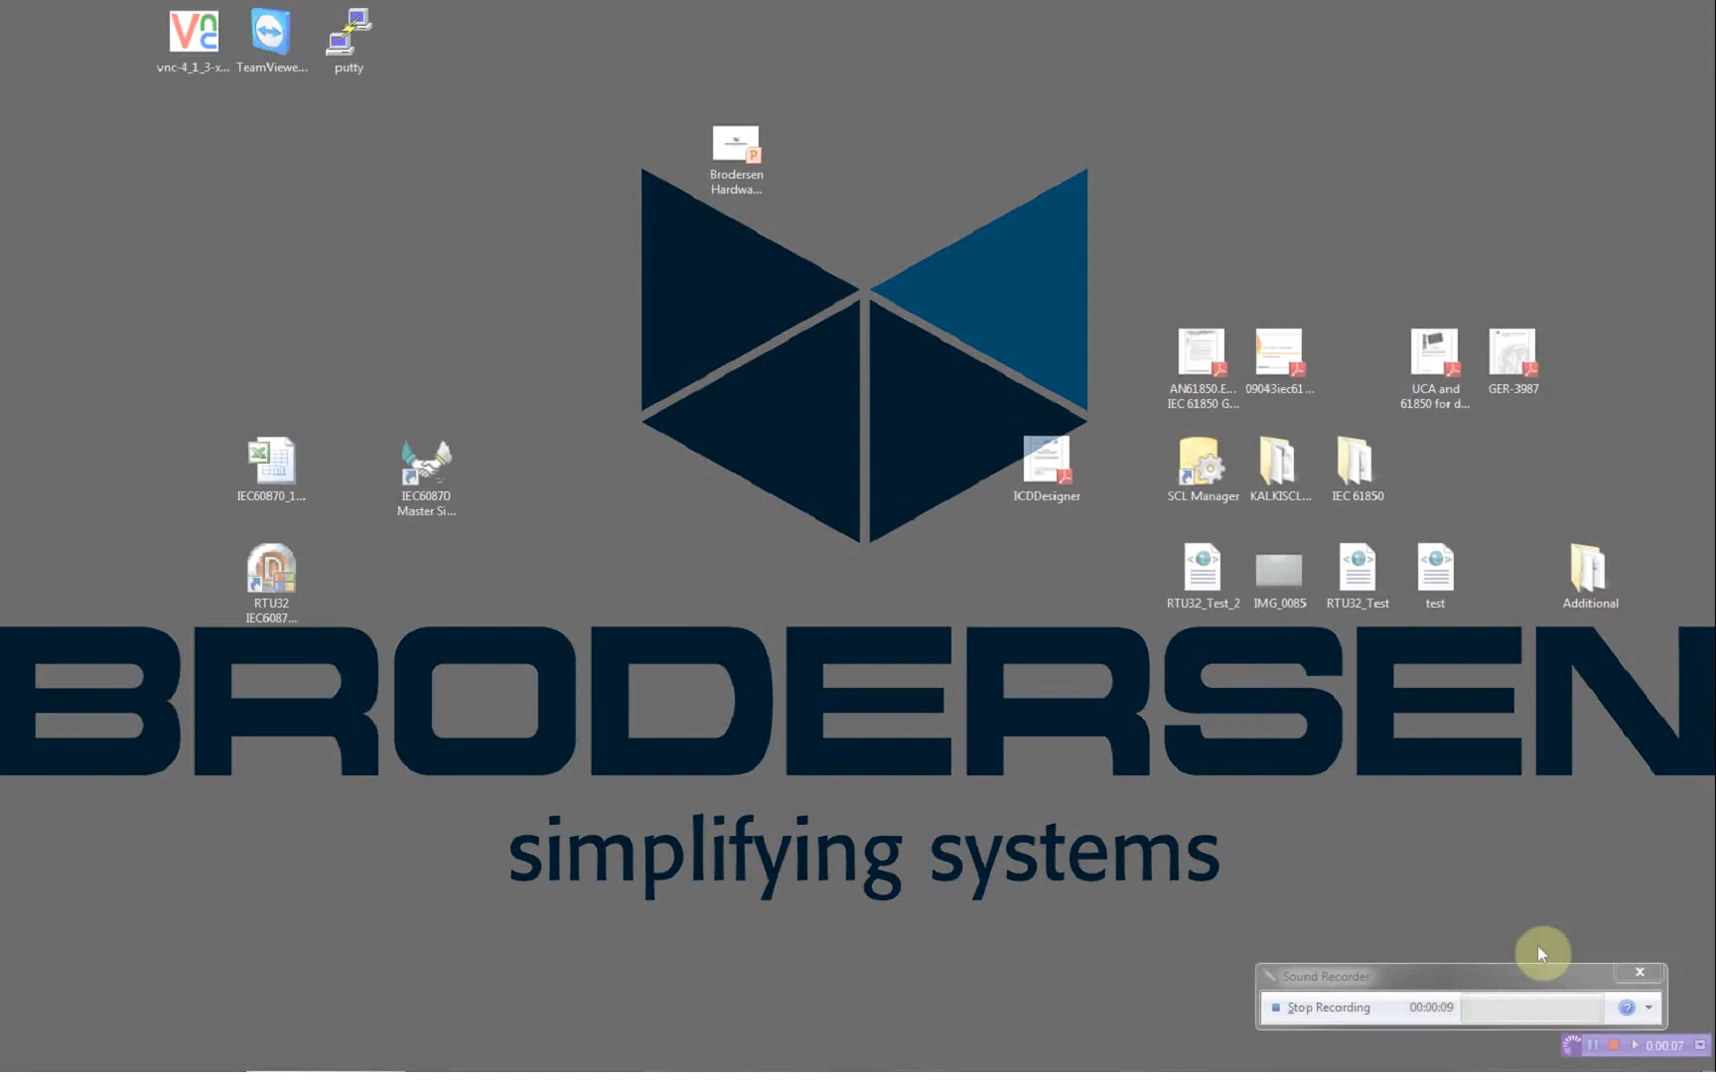 vnc-4_1_3-x...
TeamViewe...
putty
Brodersen
Hardwa...
AN61850.E...
IEC 61850 G...
09043iec61...
UCA and
61850 for d...
GER-3987
IEC60870_1...
IEC60870
Master Si...
ICDDesigner
SCL Manager
KALKISCL...
IEC 61850
RTU32
IEC6087...
RTU32_Test_2
IMG_0085
RTU32_Test
test
Additional
BRODERSEN
simplifying systems
Sound Recorder
Stop Recording
00:00:09
0:00:07